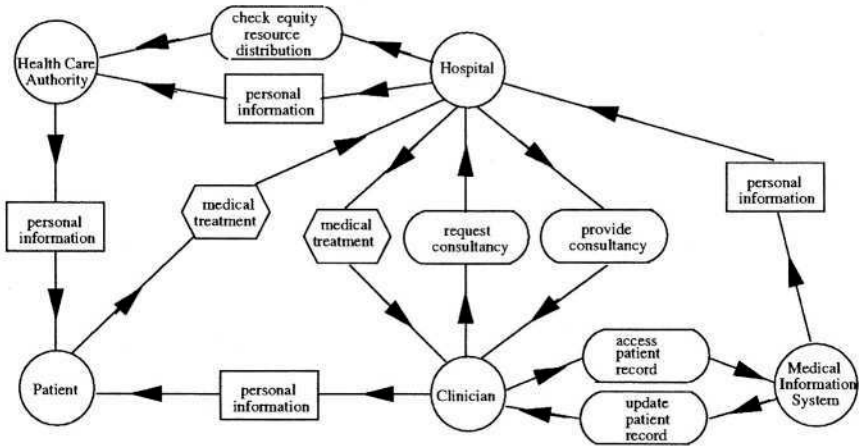 check equity
resource
distribution
Health Care
Authority
Hospital
personal
information
personal
information
medical
treatment
medical
treatment
request
consultancy
provide
consultancy
personal
information
access
patient
record
Patient
personal
information
Clinician
Medical
Information
System
update
patient
record